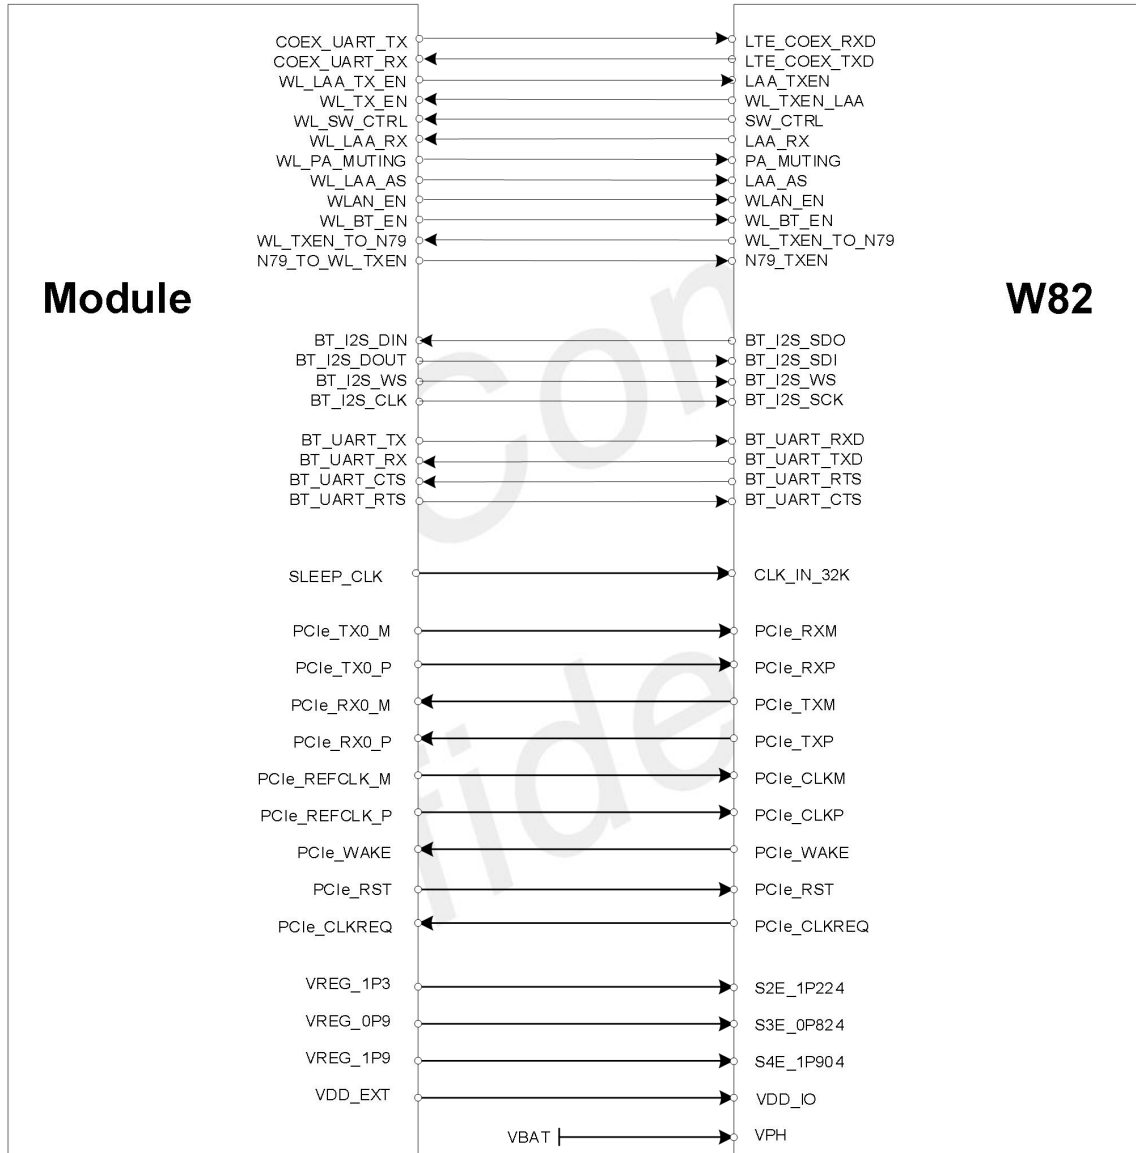 COEX_UART_TX LTE_COEX_RXD
COEX_UART_RX LTE_COEX_TXD
WL_LAA_TX_EN LAA_TXEN
WL_TX_EN WL_TXEN_LAA
WL_SW_CTRL SW_CTRL
WL_LAA_RX LAA_RX
WL_PA_MUTING PA_MUTING
WL_LAA_AS LAA_AS
WLAN_EN WLAN_EN
WL_BT_EN WL_BT_EN
WL_TXEN_TO_N79 WL_TXEN_TO_N79
N79_TO_WL_TXEN N79_TXEN
Module W82
BT_I2S_DIN BT_I2S_SDO
BT_I2S_DOUT BT_I2S_SDI
BT_I2S_WS BT_I2S_WS
BT_I2S_CLK BT_I2S_SCK
BT_UART_TX BT_UART_RXD
BT_UART_RX BT_UART_TXD
BT_UART_CTS BT_UART_RTS
BT_UART_RTS BT_UART_CTS
Con
SLEEP_CLK CLK_IN_32K
PCIe_TX0_M PCIe_RXM
PCIe_TX0_P PCIe_RXP
PCIe_RX0_M PCIe_TXM
PCIe_RX0_P PCIe_TXP
PCIe_REFCLK_M PCIe_CLKM
PCIe_REFCLK_P PCIe_CLKP
PCIe_WAKE PCIe_WAKE
PCIe_RST PCIe_RST
PCIe_CLKREQ PCIe_CLKREQ
fide
VREG_1P3 S2E_1P224
VREG_0P9 S3E_0P824
VREG_1P9 S4E_1P904
VDD_EXT VDD_IO
VBAT VPH